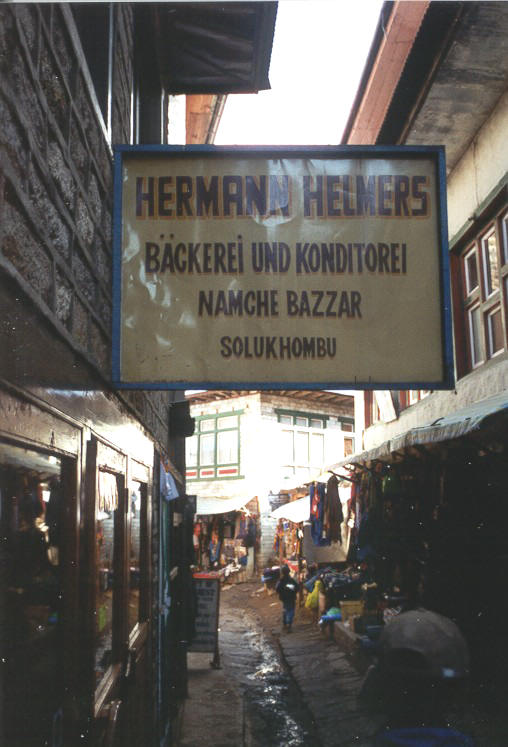 HERMANN HELMERS
BÄCKEREI UND KONDITOREI
NAMCHE BAZZAR
SOLUKHOMBU